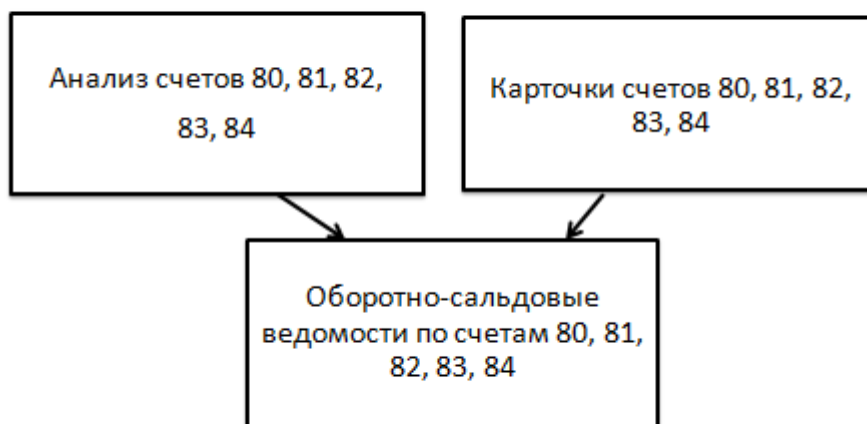 Анализ счетов 80, 81, 82,
83, 84
Карточки счетов 80, 81, 82,
83, 84
Оборотно-сальдовые
ведомости по счетам 80, 81,
82, 83, 84